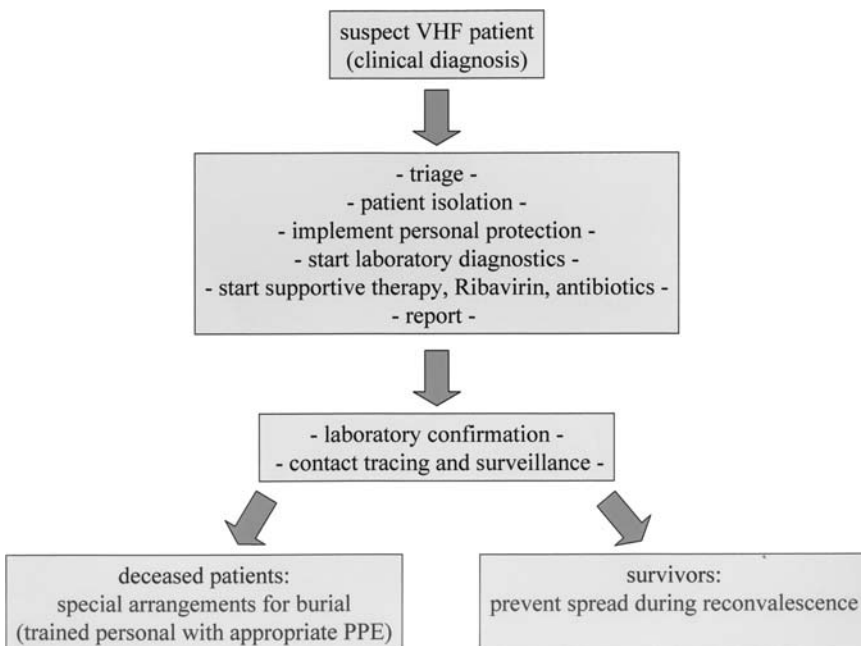 suspect VHF patient
(clinical diagnosis)
- triage -
- patient isolation -
- implement personal protection -
- start laboratory diagnostics -
- start supportive therapy, Ribavirin, antibiotics -
- report -
- laboratory confirmation -
- contact tracing and surveillance -
deceased patients:
special arrangements for burial
(trained personal with appropriate PPE)
survivors:
prevent spread during reconvalescence